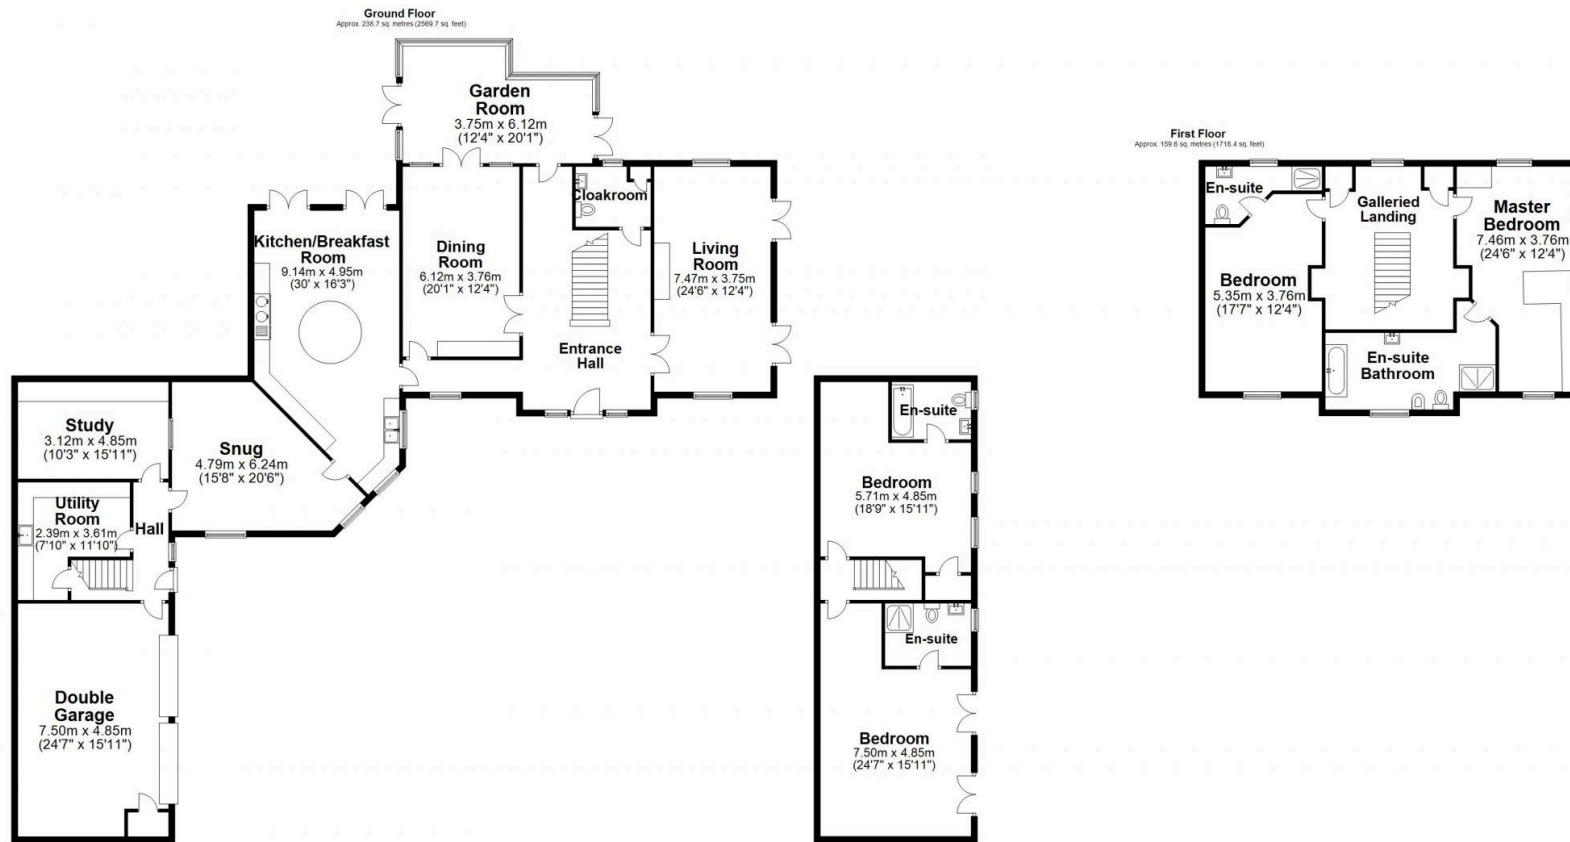 Ground Floor
Approx. 238.7 sq. metres (2569.7 sq. feet)
Garden
Room
3.75m x 6.12m
(12'4" x 20'1")
Cloakroom
Kitchen/Breakfast
Room
9.14m x 4.95m
(30' x 16'3")
Dining
Room
6.12m x 3.76m
(20'1" x 12'4")
Living
Room
7.47m x 3.75m
(24'6" x 12'4")
Entrance
Hall
Study
3.12m x 4.85m
(10'3" x 15'11")
Snug
4.79m x 6.24m
(15'8" x 20'6")
Utility
Room
2.39m x 3.61m
(7'10" x 11'10")
Hall
Double
Garage
7.50m x 4.85m
(24'7" x 15'11")
First Floor
Approx. 159.6 sq. metres (1718.4 sq. feet)
En-suite
Galleried
Landing
Master
Bedroom
7.46m x 3.76m
(24'6" x 12'4")
Bedroom
5.35m x 3.76m
(17'7" x 12'4")
En-suite
Bathroom
En-suite
Bedroom
5.71m x 4.85m
(18'9" x 15'11")
En-suite
Bedroom
7.50m x 4.85m
(24'7" x 15'11")